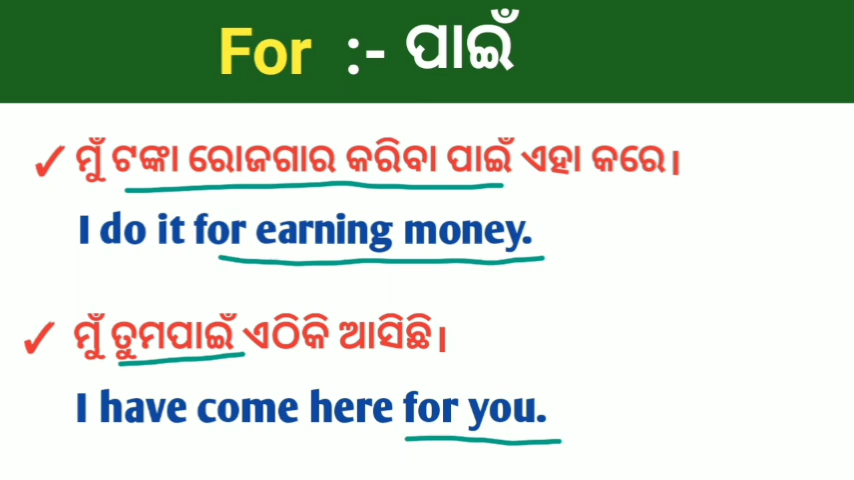 For :- ପାଇଁ
✓ ମୁଁ ଟଙ୍କା ରୋଜଗାର କରିବା ପାଇଁ ଏହା କରେ।
I do it for earning money.
✓ ମୁଁ ତୁମପାଇଁ ଏଠିକି ଆସିଛି।
I have come here for you.